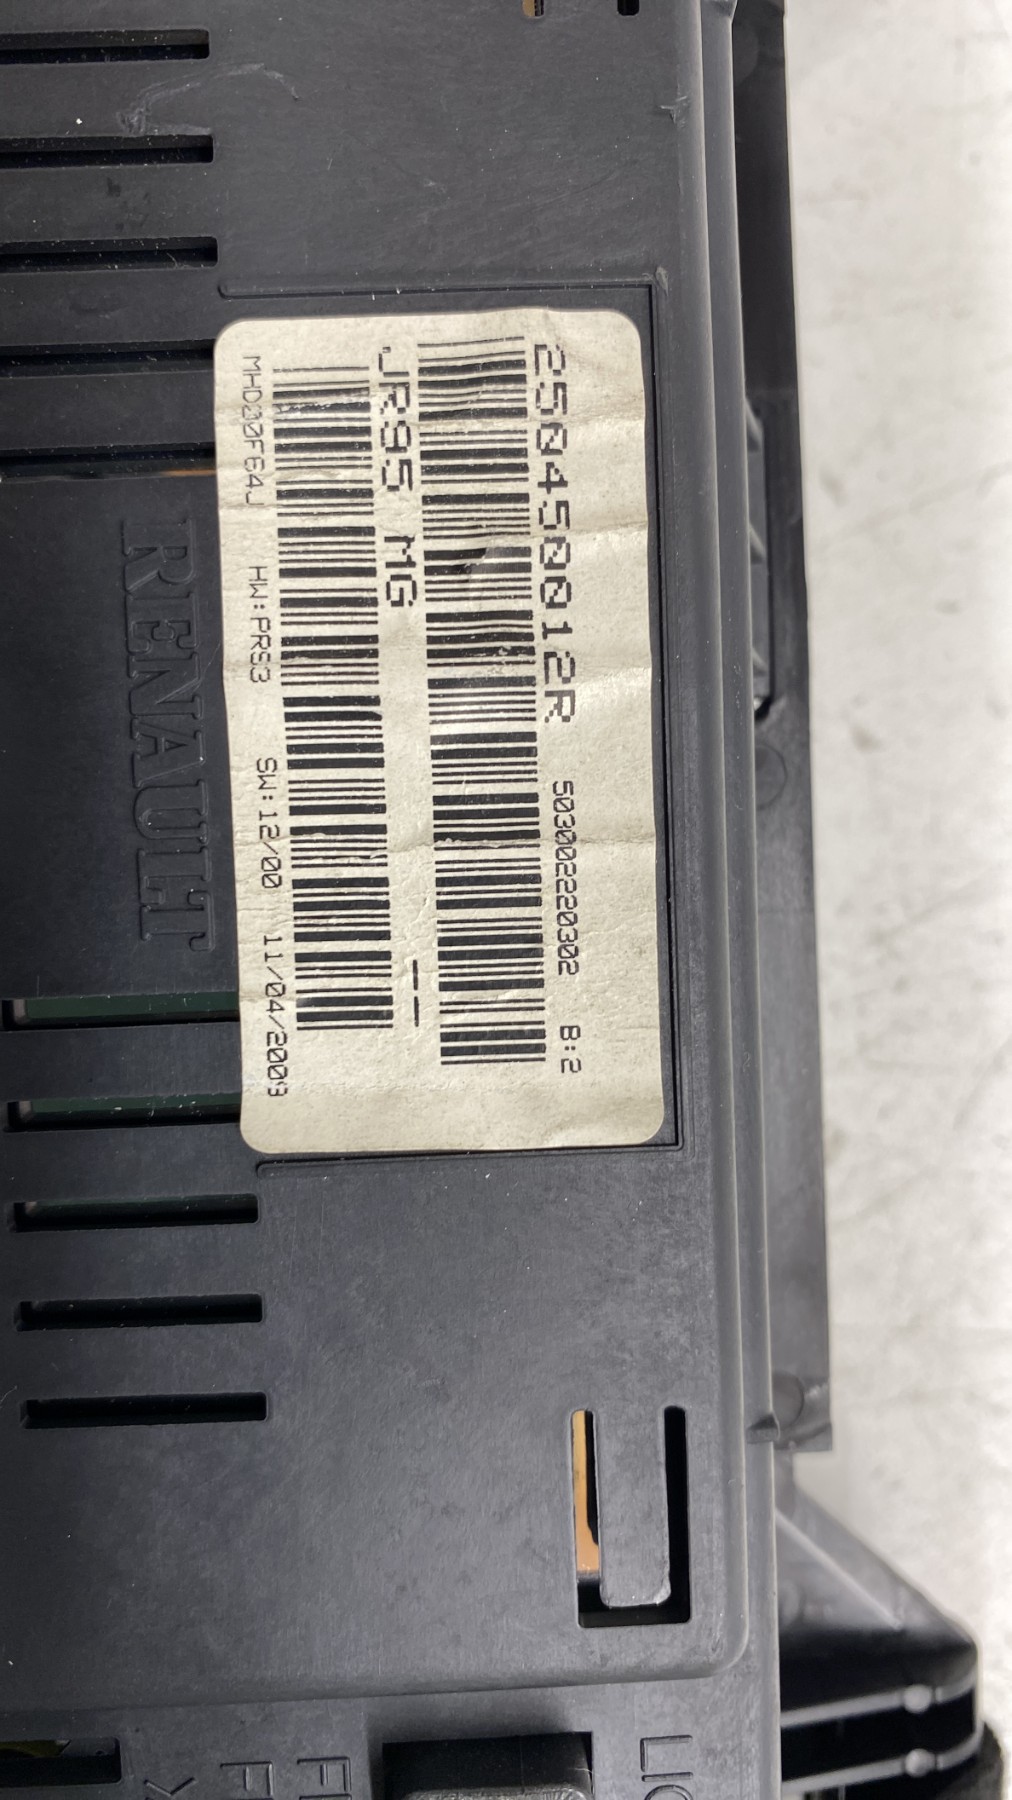 250450012R 503002220302 B:2
JR95 MG --
MHD00F64J HW:PRS3 SW:12/00 11/04/2009
RENAULT